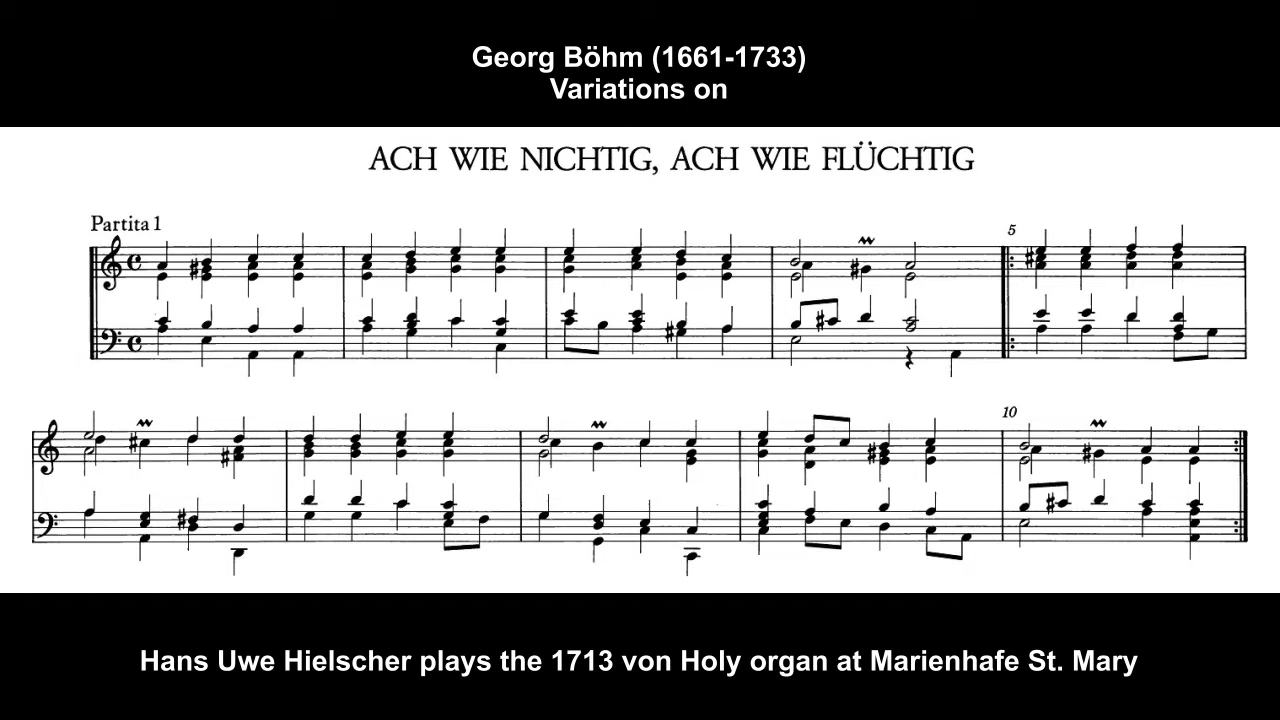 Georg Böhm (1661-1733)
Variations on
ACH WIE NICHTIG, ACH WIE FLÜCHTIG
Partita 1
5
10
Hans Uwe Hielscher plays the 1713 von Holy organ at Marienhafe St. Mary